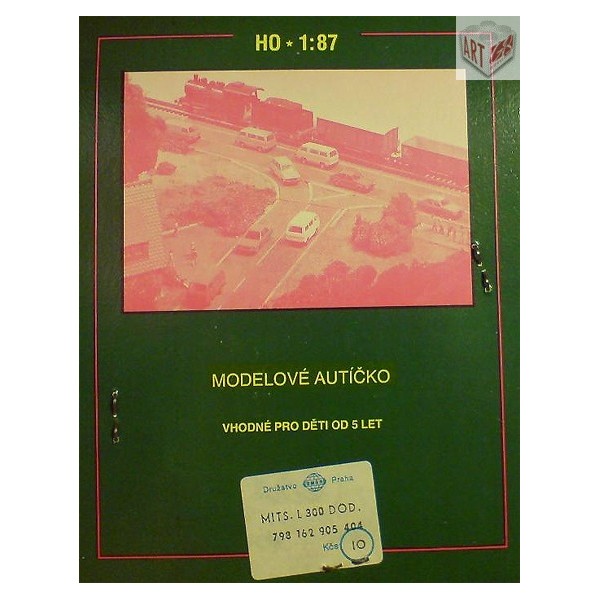 HO * 1:87
ART
MODELOVÉ AUTÍČKO
VHODNÉ PRO DĚTI OD 5 LET
Družstvo Praha
MITS. L 300 DOD.
798 162 905 404
Kčs 10